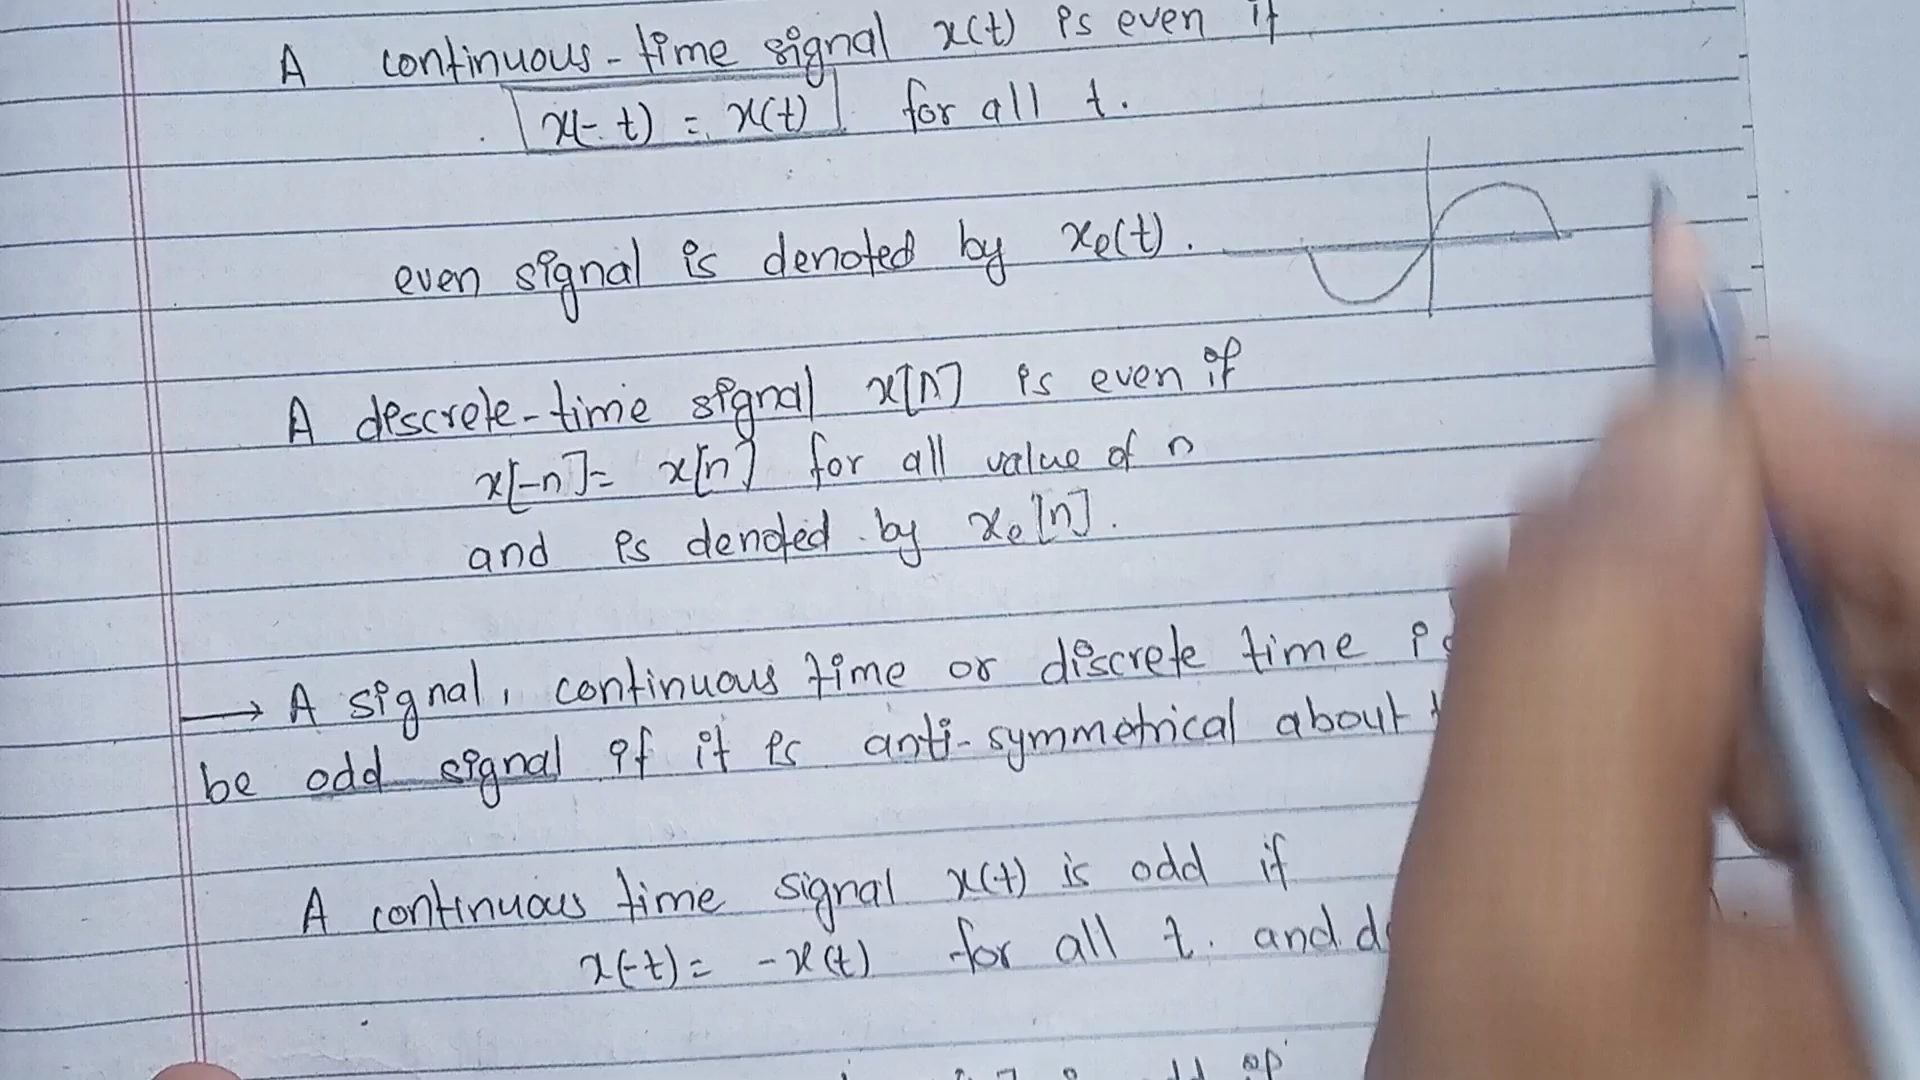 A continuous-time signal x(t) is even if
x(-t) = x(t) for all t.
even signal is denoted by xe(t).
A descrete-time signal x[n] is even if
x[-n] = x[n] for all value of n
and is denoted by xe[n].
→ A signal, continuous time or discrete time
be odd signal if it is anti-symmetrical about
A continuous time signal x(t) is odd if
x(-t) = -x(t) for all t. and